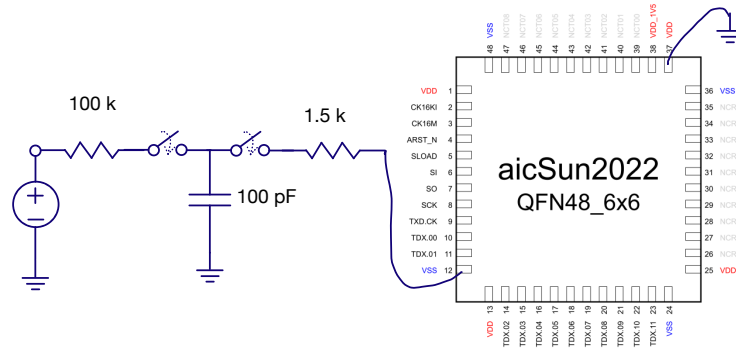 100 k
1.5 k
100 pF
aicSun2022
QFN48_6x6
VDD 1
CK16KI 2
CK16M 3
ARST_N 4
SLOAD 5
SI 6
SO 7
SCK 8
TXD.CK 9
TDX.00 10
TDX.01 11
VSS 12
13 VDD
14 TDX.02
15 TDX.03
16 TDX.04
17 TDX.05
18 TDX.06
19 TDX.07
20 TDX.08
21 TDX.09
22 TDX.10
23 TDX.11
24 VSS
25 VDD
26 NCR
27 NCR
28 NCR
29 NCR
30 NCR
31 NCR
32 NCR
33 NCR
34 NCR
35 NCR
36 VSS
37 VDD
38 VDD_1V5
39 NCT00
40 NCT01
41 NCT02
42 NCT03
43 NCT04
44 NCT05
45 NCT06
46 NCT07
47 NCT08
48 VSS